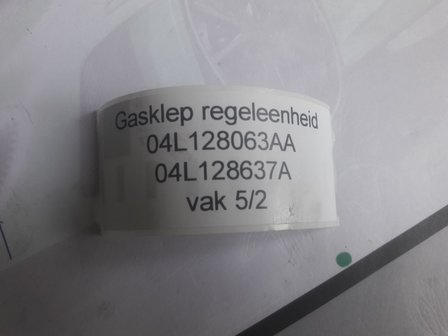 Gasklep regeleenheid
04L128063AA
04L128637A
vak 5/2